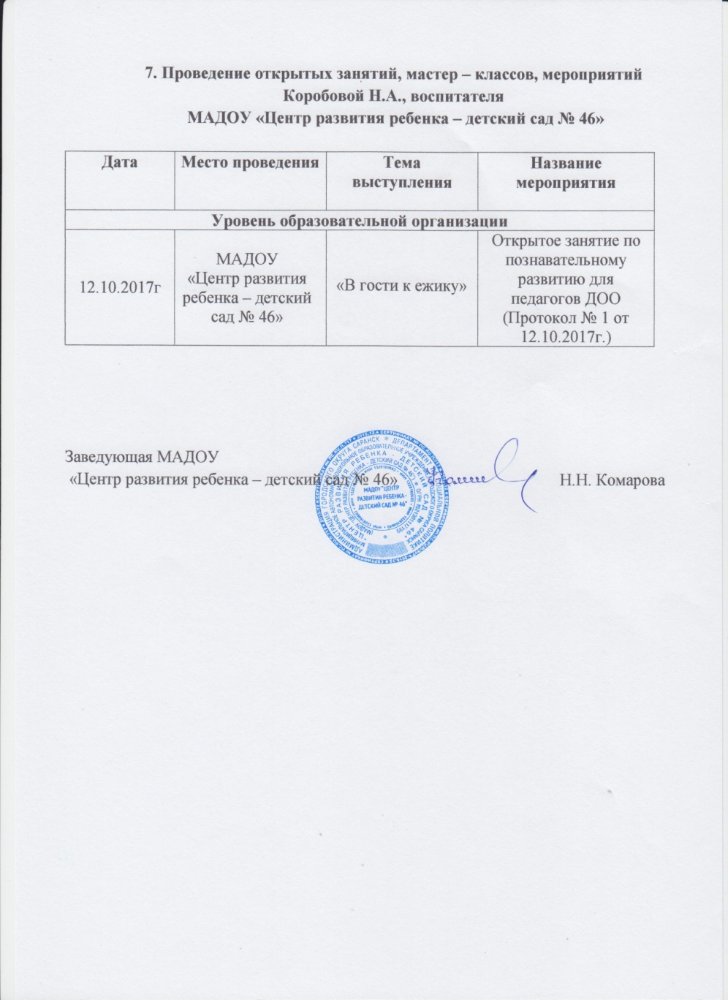 7. Проведение открытых занятий, мастер – классов, мероприятий
Коробовой Н.А., воспитателя
МАДОУ «Центр развития ребенка – детский сад № 46»
Дата
Место проведения
Тема
выступления
Название
мероприятия
Уровень образовательной организации
12.10.2017г
МАДОУ
«Центр развития
ребенка – детский
сад № 46»
«В гости к ежику»
Открытое занятие по
познавательному
развитию для
педагогов ДОО
(Протокол № 1 от
12.10.2017г.)
Заведующая МАДОУ
«Центр развития ребенка – детский сад № 46»
Н.Н. Комарова
МАДОУ "ЦЕНТР
РАЗВИТИЯ РЕБЕНКА-
ДЕТСКИЙ САД № 46"